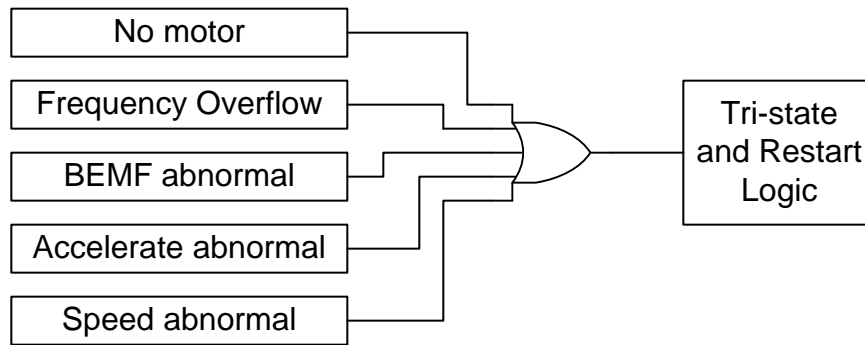 No motor
Frequency Overflow
BEMF abnormal
Accelerate abnormal
Speed abnormal
Tri-state
and Restart
Logic